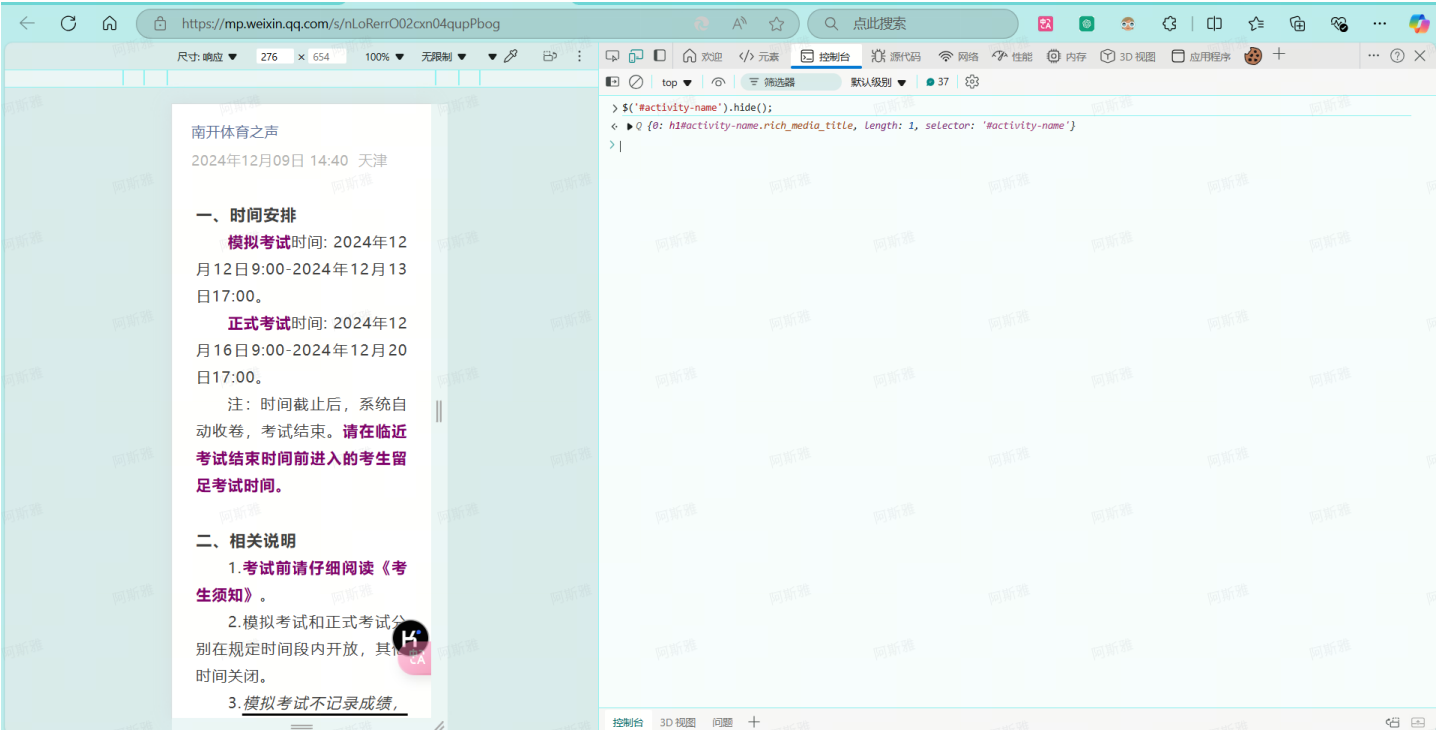 https://mp.weixin.qq.com/s/nLoRerrO02cxn04qupPbog
点此搜索
尺寸: 响应 ▼ 276 × 654 100% ▼ 无限制 ▼
欢迎 </> 元素 控制台 源代码 网络 性能 内存 3D 视图 应用程序
top ▼ 筛选器 默认级别 ▼ 37
南开体育之声
2024年12月09日 14:40 天津
一、时间安排
模拟考试时间: 2024年12
月12日9:00-2024年12月13
日17:00。
正式考试时间: 2024年12
月16日9:00-2024年12月20
日17:00。
注：时间截止后，系统自
动收卷，考试结束。请在临近
考试结束时间前进入的考生留
足考试时间。
二、相关说明
1.考试前请仔细阅读《考
生须知》。
2.模拟考试和正式考试分
别在规定时间段内开放，其他
时间关闭。
3.模拟考试不记录成绩，
$('#activity-name').hide();
Q {0: h1#activity-name.rich_media_title, length: 1, selector: '#activity-name'}
控制台 3D 视图 问题
阿斯雅